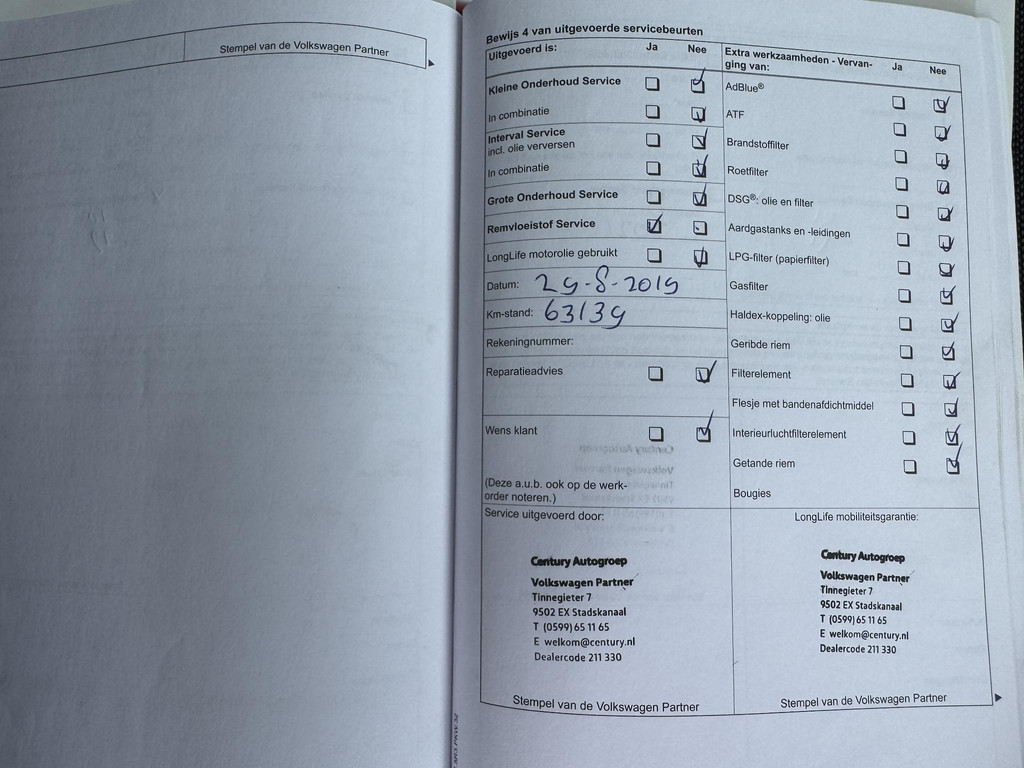 Stempel van de Volkswagen Partner
Bewijs 4 van uitgevoerde servicebeurten
Uitgevoerd is: Ja Nee
Kleine Onderhoud Service
In combinatie
Interval Service
incl. olie verversen
In combinatie
Grote Onderhoud Service
Remvloeistof Service
LongLife motorolie gebruikt
Datum: 29-8-2019
Km-stand: 63139
Rekeningnummer:
Reparatieadvies
Wens klant
(Deze a.u.b. ook op de werk-
order noteren.)
Extra werkzaamheden - Vervan-
ging van: Ja Nee
AdBlue®
ATF
Brandstoffilter
Roetfilter
DSG®: olie en filter
Aardgastanks en -leidingen
LPG-filter (papierfilter)
Gasfilter
Haldex-koppeling: olie
Geribde riem
Filterelement
Flesje met bandenafdichtmiddel
Interieurluchtfilterelement
Getande riem
Bougies
Service uitgevoerd door:
Century Autogroep
Volkswagen Partner
Tinnegieter 7
9502 EX Stadskanaal
T (0599) 65 11 65
E welkom@century.nl
Dealercode 211 330
Stempel van de Volkswagen Partner
LongLife mobiliteitsgarantie:
Century Autogroep
Volkswagen Partner
Tinnegieter 7
9502 EX Stadskanaal
T (0599) 65 11 65
E welkom@century.nl
Dealercode 211 330
Stempel van de Volkswagen Partner